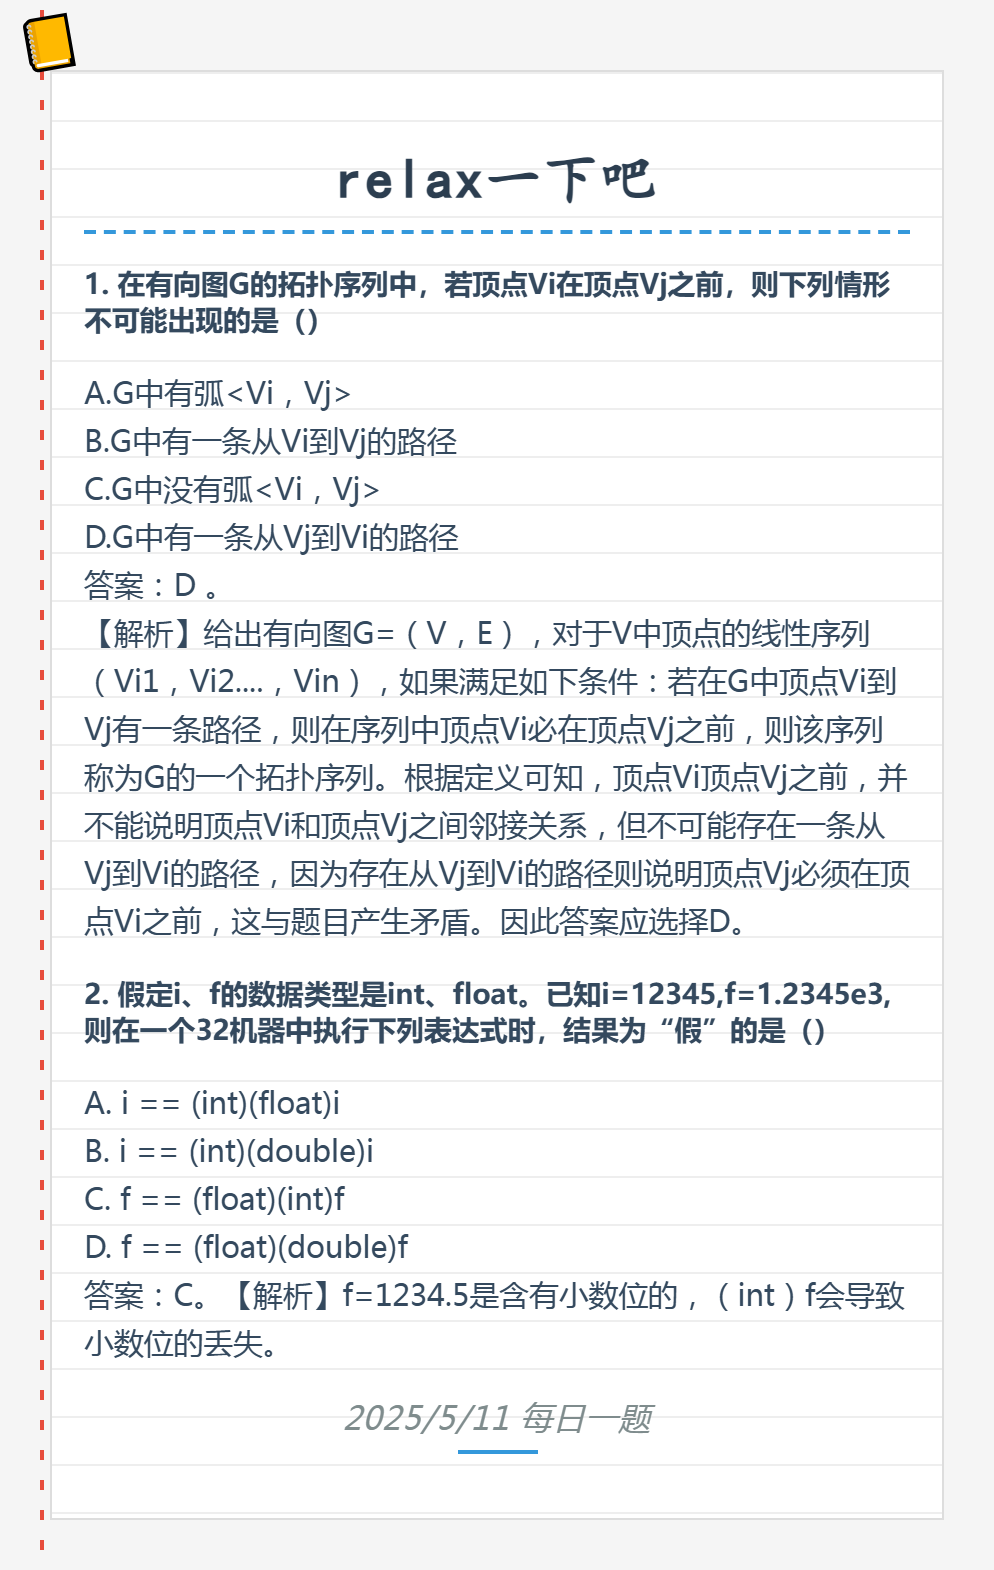 relax一下吧
1. 在有向图G的拓扑序列中，若顶点Vi在顶点Vj之前，则下列情形
不可能出现的是（）
A.G中有弧<Vi，Vj>
B.G中有一条从Vi到Vj的路径
C.G中没有弧<Vi，Vj>
D.G中有一条从Vj到Vi的路径
答案：D 。
【解析】给出有向图G=（V，E），对于V中顶点的线性序列
（Vi1，Vi2....，Vin），如果满足如下条件：若在G中顶点Vi到
Vj有一条路径，则在序列中顶点Vi必在顶点Vj之前，则该序列
称为G的一个拓扑序列。根据定义可知，顶点Vi顶点Vj之前，并
不能说明顶点Vi和顶点Vj之间邻接关系，但不可能存在一条从
Vj到Vi的路径，因为存在从Vj到Vi的路径则说明顶点Vj必须在顶
点Vi之前，这与题目产生矛盾。因此答案应选择D。
2. 假定i、f的数据类型是int、float。已知i=12345,f=1.2345e3,
则在一个32机器中执行下列表达式时，结果为“假”的是（）
A. i == (int)(float)i
B. i == (int)(double)i
C. f == (float)(int)f
D. f == (float)(double)f
答案：C。【解析】f=1234.5是含有小数位的，（int）f会导致
小数位的丢失。
2025/5/11 每日一题